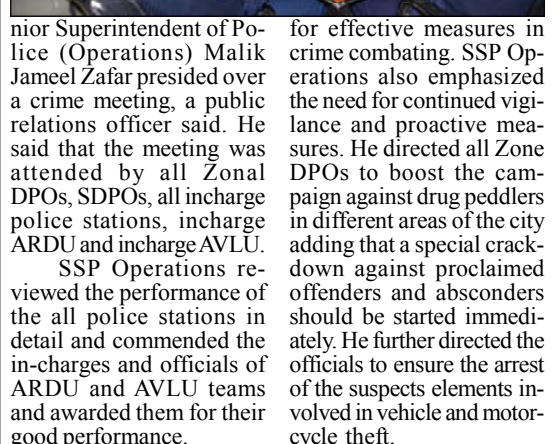 nior Superintendent of Po-
lice (Operations) Malik
Jameel Zafar presided over
a crime meeting, a public
relations officer said. He
said that the meeting was
attended by all Zonal
DPOs, SDPOs, all incharge
police stations, incharge
ARDU and incharge AVLU.
SSP Operations re-
viewed the performance of
the all police stations in
detail and commended the
in-charges and officials of
ARDU and AVLU teams
and awarded them for their
good performance.
for effective measures in
crime combating. SSP Op-
erations also emphasized
the need for continued vigi-
lance and proactive mea-
sures. He directed all Zone
DPOs to boost the cam-
paign against drug peddlers
in different areas of the city
adding that a special crack-
down against proclaimed
offenders and absconders
should be started immedi-
ately. He further directed the
officials to ensure the arrest
of the suspects elements in-
volved in vehicle and motor-
cycle theft.